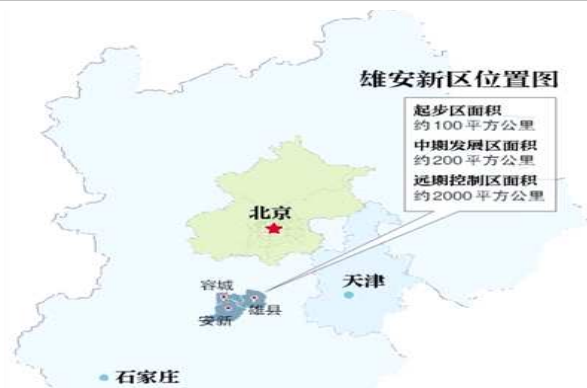 雄安新区位置图
起步区面积
约100平方公里
中期发展区面积
约200平方公里
远期控制区面积
约2000平方公里
北京
天津
容城
雄县
安新
石家庄